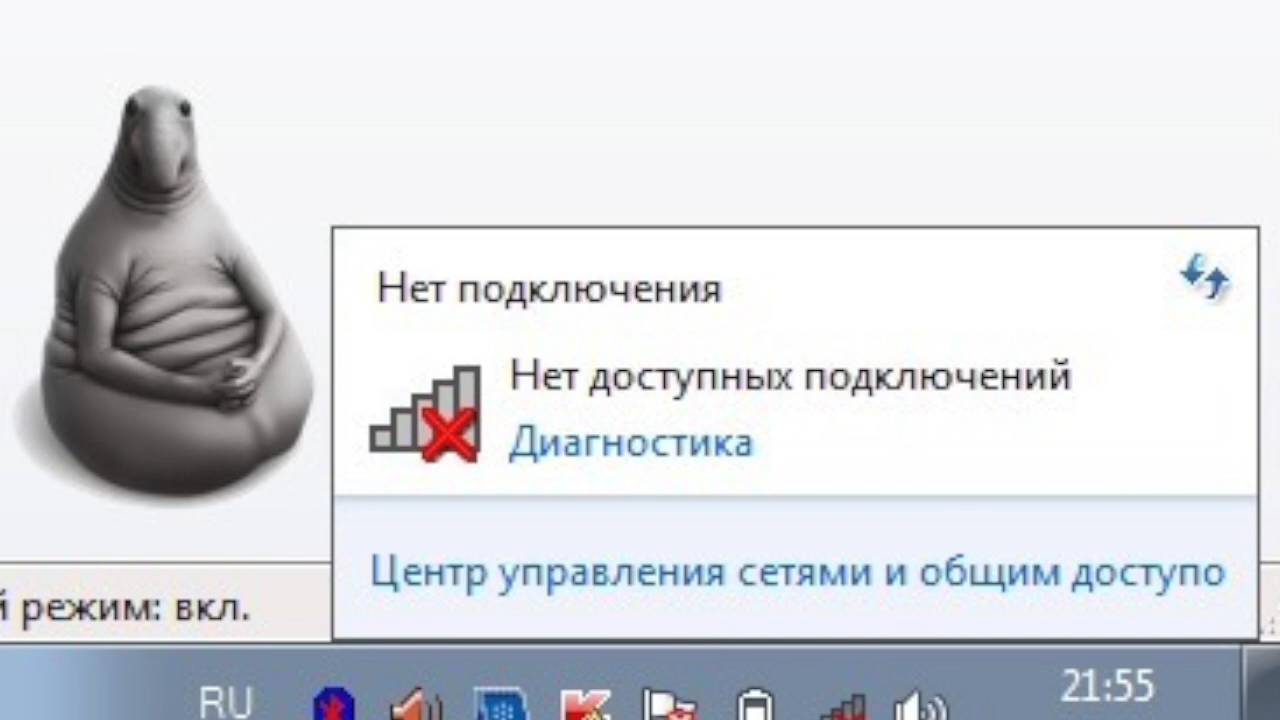 Нет подключения
Нет доступных подключений
Диагностика
Центр управления сетями и общим доступо
й режим: вкл.
RU
21:55